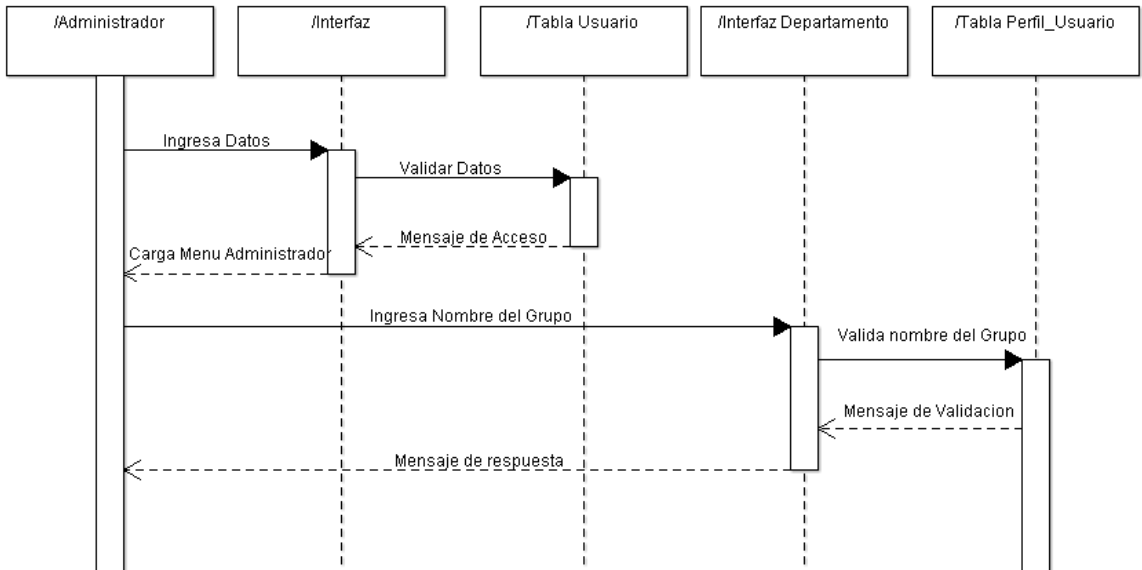 /Administrador
/Interfaz
/Tabla Usuario
/Interfaz Departamento
/Tabla Perfil_Usuario
Ingresa Datos
Validar Datos
Mensaje de Acceso
Carga Menu Administrador
Ingresa Nombre del Grupo
Valida nombre del Grupo
Mensaje de Validacion
Mensaje de respuesta